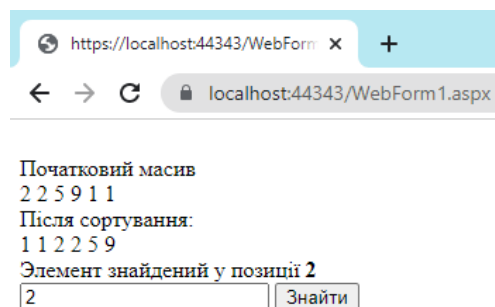 https://localhost:44343/WebForm
localhost:44343/WebForm1.aspx
Початковий масив
2 2 5 9 1 1
Після сортування:
1 1 2 2 5 9
Элемент знайдений у позиції 2
2
Знайти